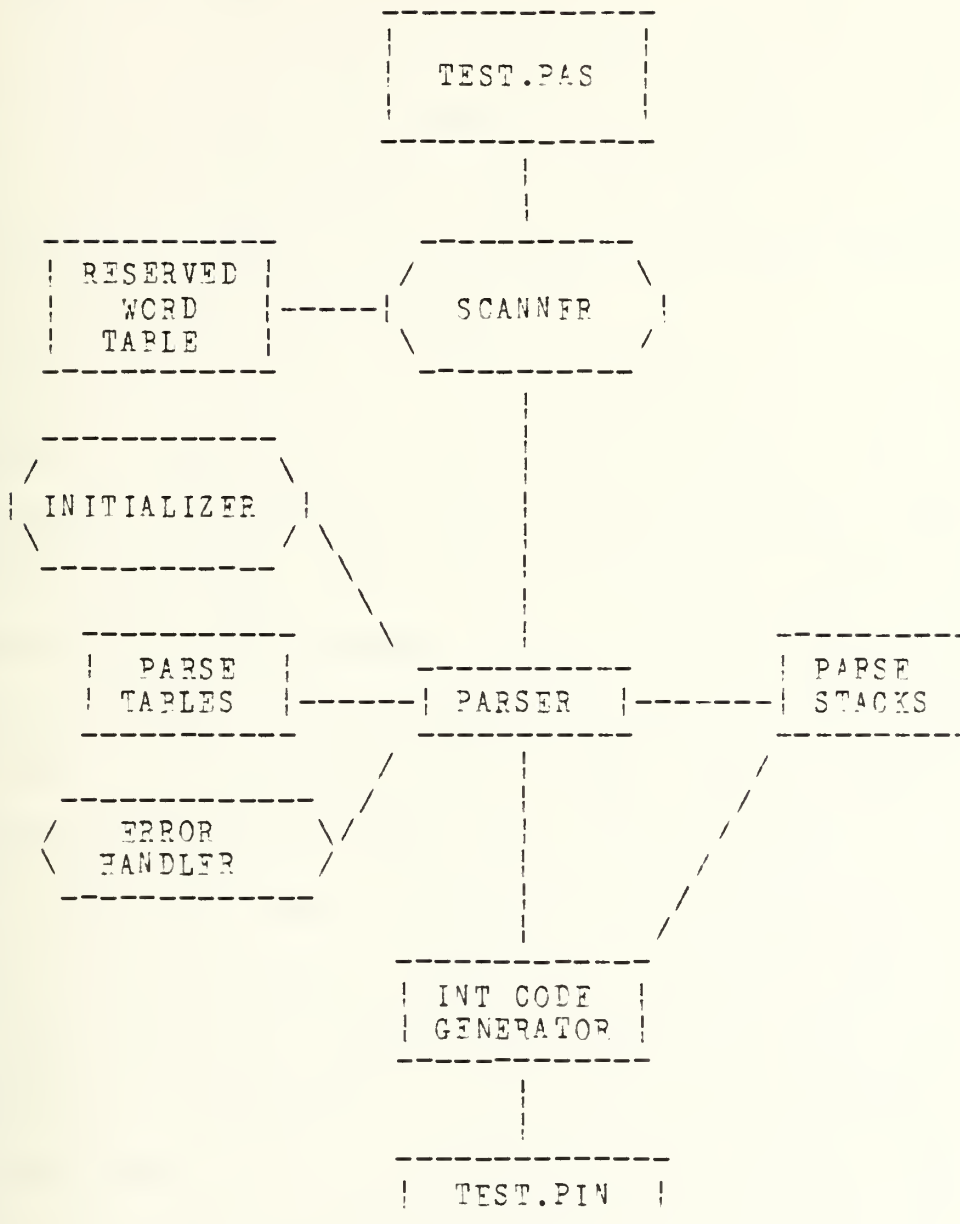 TEST.PAS
RESERVED
WORD
TABLE
SCANNER
INITIALIZER
PARSE
TABLES
PARSER
PARSE
STACKS
ERROR
HANDLER
INT CODE
GENERATOR
TEST.PIN